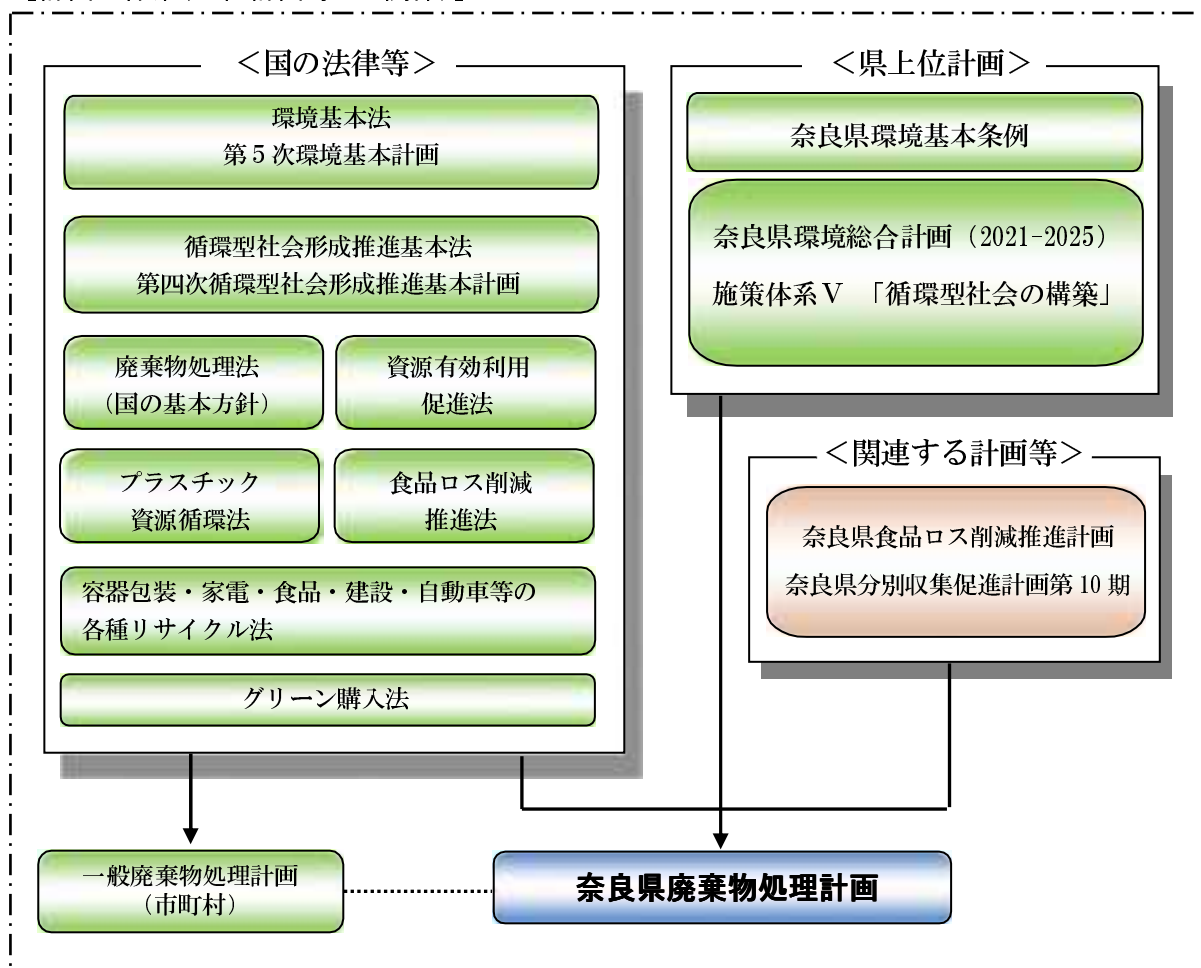 ＜国の法律等＞
環境基本法
第５次環境基本計画
循環型社会形成推進基本法
第四次循環型社会形成推進基本計画
廃棄物処理法
（国の基本方針）
資源有効利用
促進法
プラスチック
資源循環法
食品ロス削減
推進法
容器包装・家電・食品・建設・自動車等の
各種リサイクル法
グリーン購入法
＜県上位計画＞
奈良県環境基本条例
奈良県環境総合計画（2021-2025）
施策体系Ⅴ　「循環型社会の構築」
＜関連する計画等＞
奈良県食品ロス削減推進計画
奈良県分別収集促進計画第 10 期
一般廃棄物処理計画
（市町村）
奈良県廃棄物処理計画